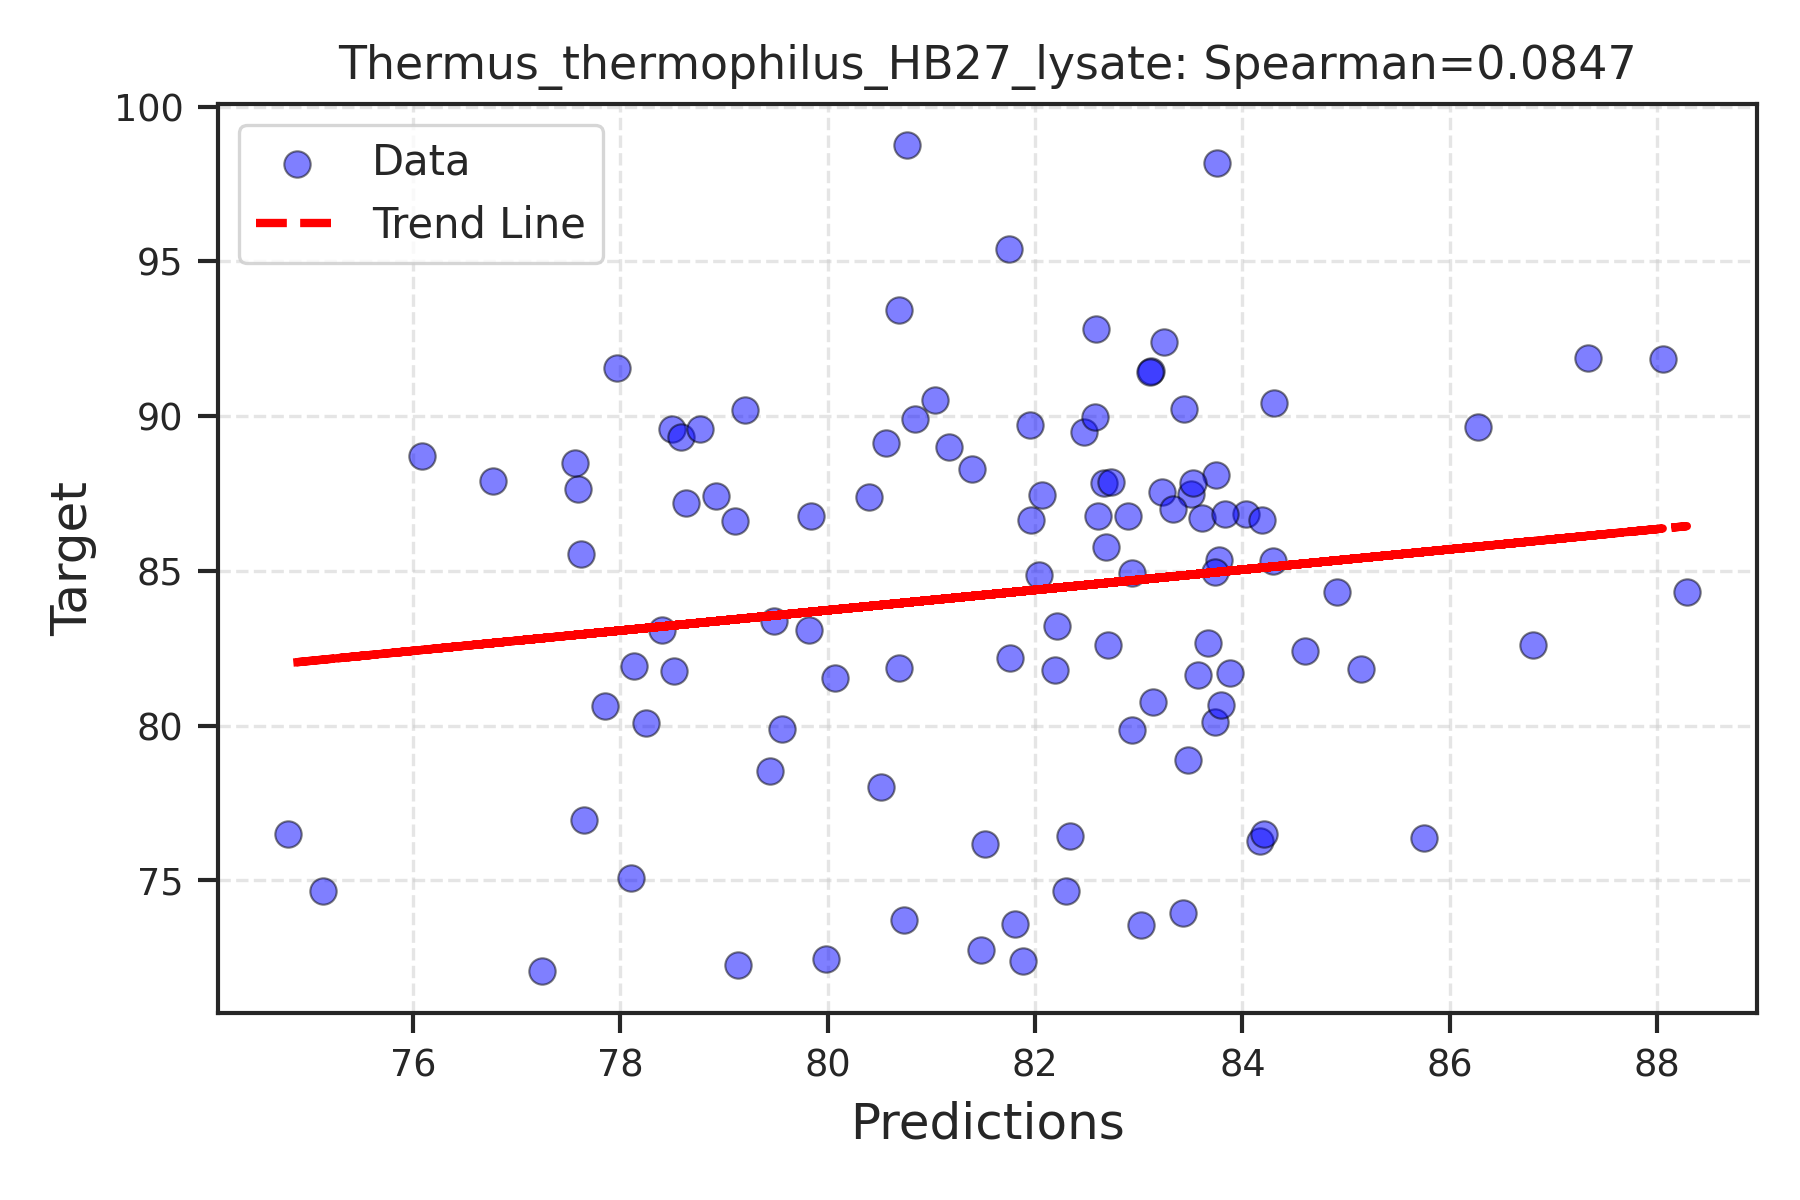 Thermus_thermophilus_HB27_lysate: Spearman=0.0847
Data
Trend Line
Target
100
95
90
85
80
75
76 78 80 82 84 86 88
Predictions